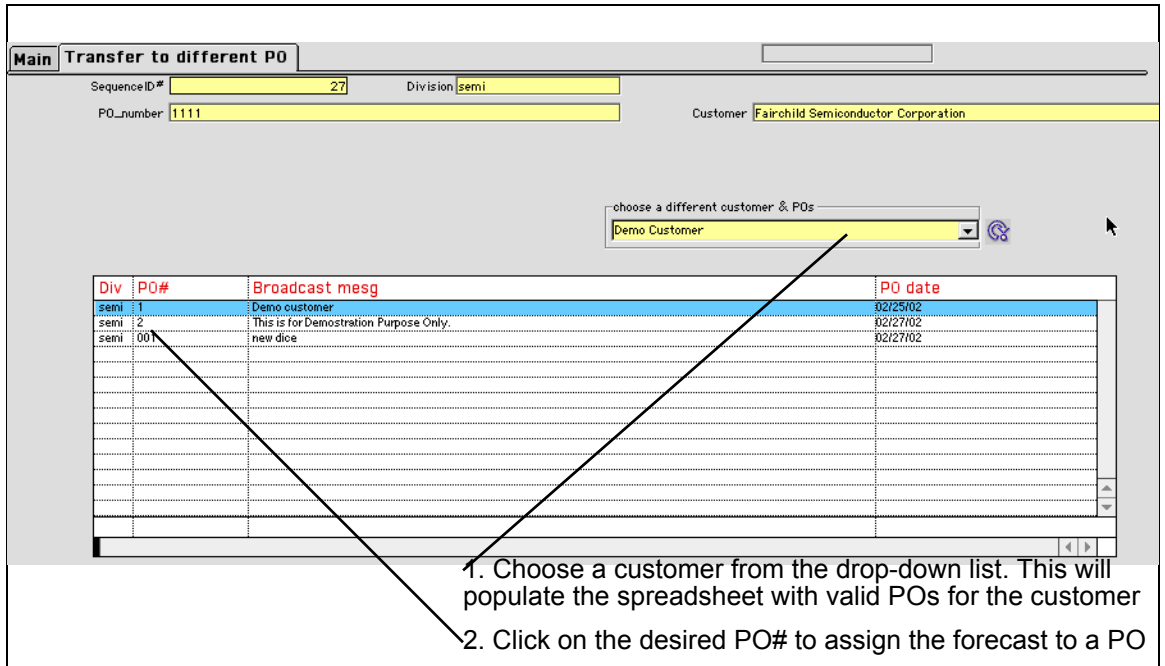 Main Transfer to different PO
SequenceID# 27 Division semi
PO_number 1111 Customer Fairchild Semiconductor Corporation
choose a different customer & POs
Demo Customer
Div PO# Broadcast mesg PO date
semi 1 Demo customer 02/25/02
semi 2 This is for Demostration Purpose Only. 02/27/02
semi 001 new dice 02/27/02
1. Choose a customer from the drop-down list. This will
populate the spreadsheet with valid POs for the customer
2. Click on the desired PO# to assign the forecast to a PO